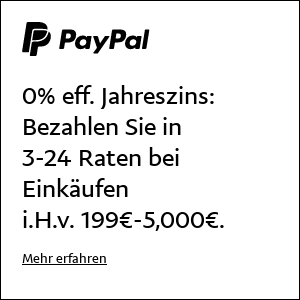 PayPal
0% eff. Jahreszins:
Bezahlen Sie in
3-24 Raten bei
Einkäufen
i.H.v. 199€-5,000€.
Mehr erfahren